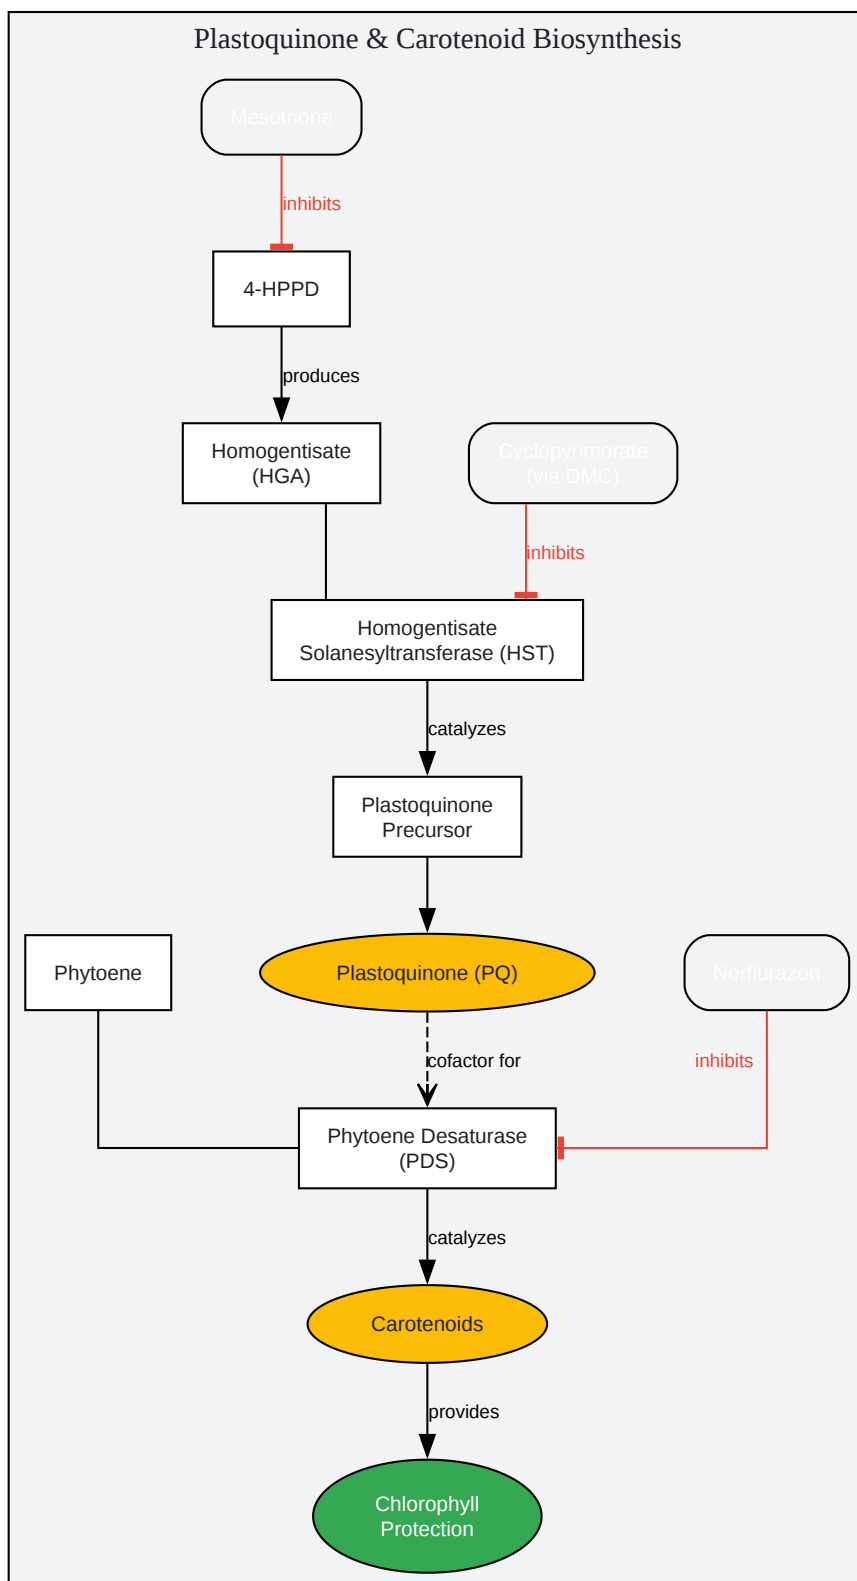 Plastoquinone & Carotenoid Biosynthesis
Mesotrione
inhibits
4-HPPD
produces
Homogentisate
(HGA)
Cyclopyrimorate
(via DMC)
inhibits
Homogentisate
Solanesyltransferase (HST)
catalyzes
Plastoquinone
Precursor
Phytoene
Plastoquinone (PQ)
Norflurazon
cofactor for
inhibits
Phytoene Desaturase
(PDS)
catalyzes
Carotenoids
provides
Chlorophyll
Protection